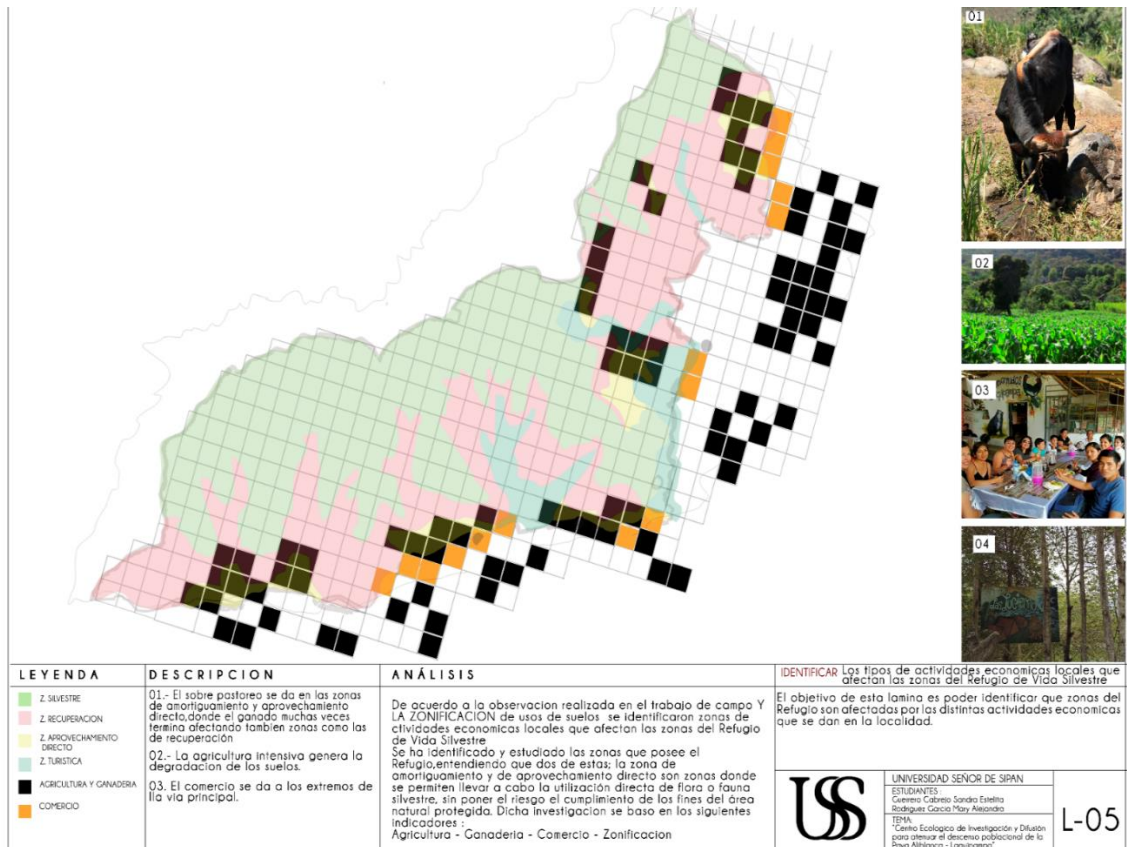 01
02
03
04
LEYENDA
Z. SILVESTRE
Z. RECUPERACION
Z. APROVECHAMIENTO
DIRECTO
Z. TURISTICA
AGRICULTURA Y GANADERIA
COMERCIO
DESCRIPCION
01.- El sobre pastoreo se da en las zonas
de amortiguamiento y aprovechamiento
directo,donde el ganado muchas veces
termina afectando tambien zonas como las
de recuperación
02.- La agricultura intensiva genera la
degradacion de los suelos.
03. El comercio se da a los extremos de
lla via principal.
ANÁLISIS
De acuerdo a la observacion realizada en el trabajo de campo Y
LA ZONIFICACION de usos de suelos se identificaron zonas de
ctividades economicas locales que afectan las zonas del Refugio
de Vida Silvestre
Se ha identificado y estudiado las zonas que posee el
Refugio,entendiendo que dos de estas; la zona de
amortiguamiento y de aprovechamiento directo son zonas donde
se permiten llevar a cabo la utilización directa de flora o fauna
silvestre, sin poner el riesgo el cumplimiento de los fines del área
natural protegida. Dicha investigacion se baso en los siguientes
indicadores :
Agricultura - Ganaderia - Comercio - Zonificacion
IDENTIFICAR Los tipos de actividades economicas locales que
afectan las zonas del Refugio de Vida Silvestre
El objetivo de esta lamina es poder identificar que zonas del
Refugio son afectadas por las distintas actividades economicas
que se dan en la localidad.
USS
UNIVERSIDAD SEÑOR DE SIPAN
ESTUDIANTES :
Guerrero Cabrejo Sandra Estelita
Rodriguez Garcia Mary Alejandra
TEMA:
"Centro Ecologico de Investigación y Difusión
para atenuar el descenso poblacional de la
Pava Aliblanca - Laquipampa"
L-05